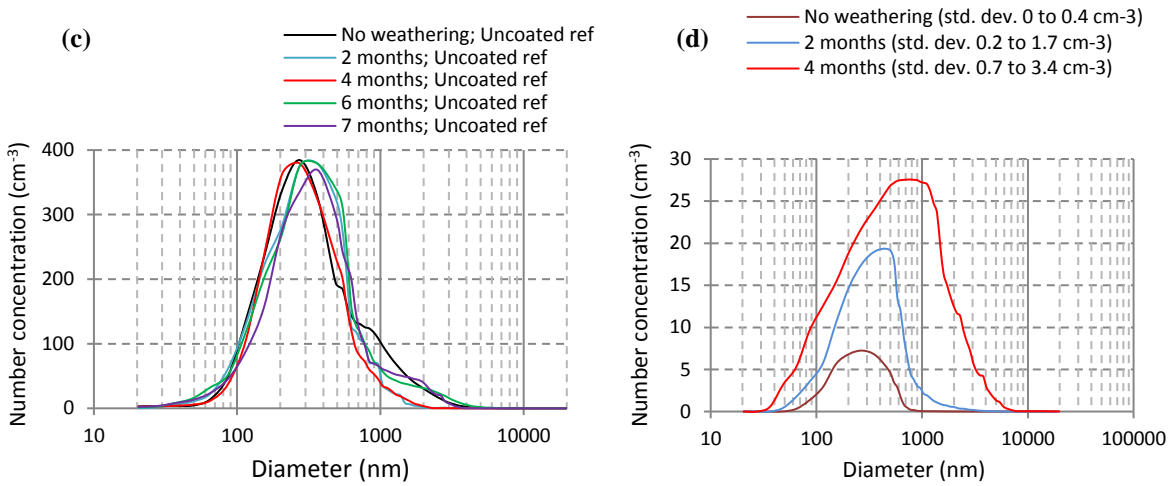 (c)
No weathering; Uncoated ref
2 months; Uncoated ref
4 months; Uncoated ref
6 months; Uncoated ref
7 months; Uncoated ref
Number concentration (cm-3)
400
300
200
100
0
10 100 1000 10000
Diameter (nm)
(d)
No weathering (std. dev. 0 to 0.4 cm-3)
2 months (std. dev. 0.2 to 1.7 cm-3)
4 months (std. dev. 0.7 to 3.4 cm-3)
Number concentration (cm⁻³)
30
25
20
15
10
5
0
10 100 1000 10000 100000
Diameter (nm)